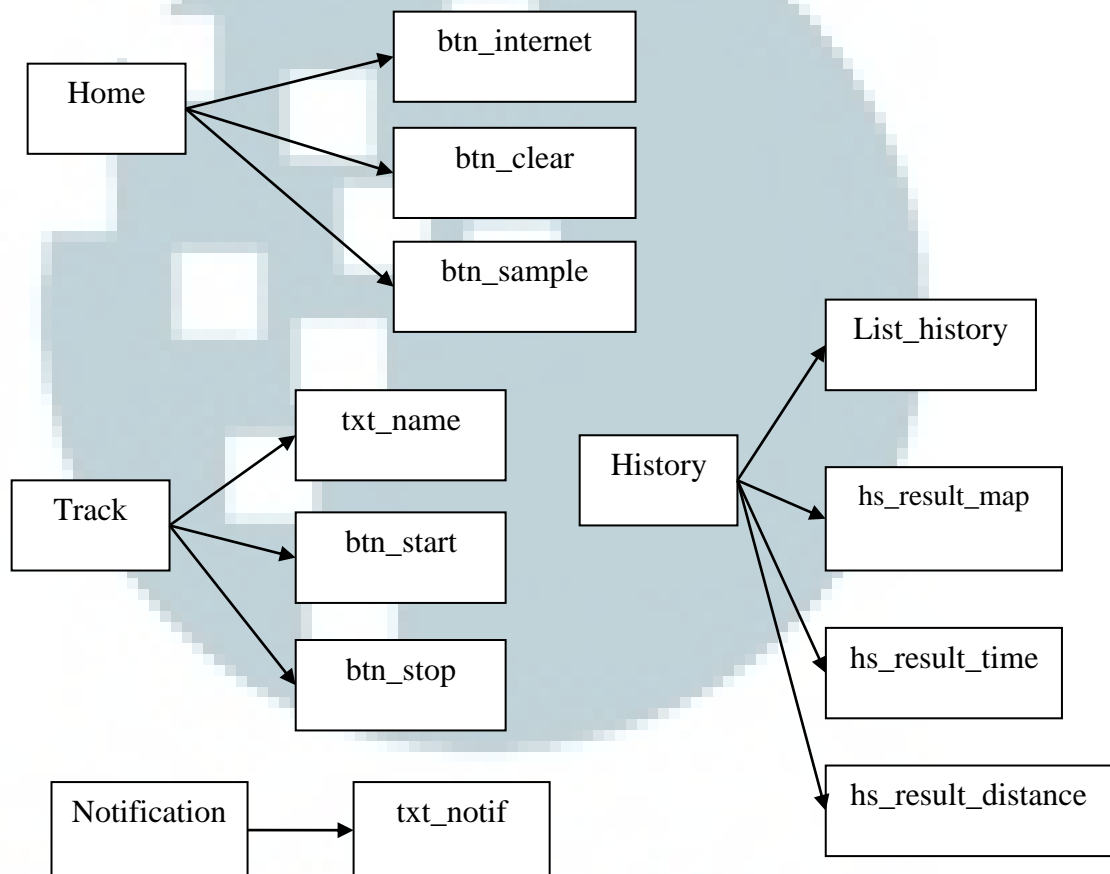 Home
btn_internet
btn_clear
btn_sample
Track
txt_name
btn_start
btn_stop
History
List_history
hs_result_map
hs_result_time
hs_result_distance
Notification
txt_notif